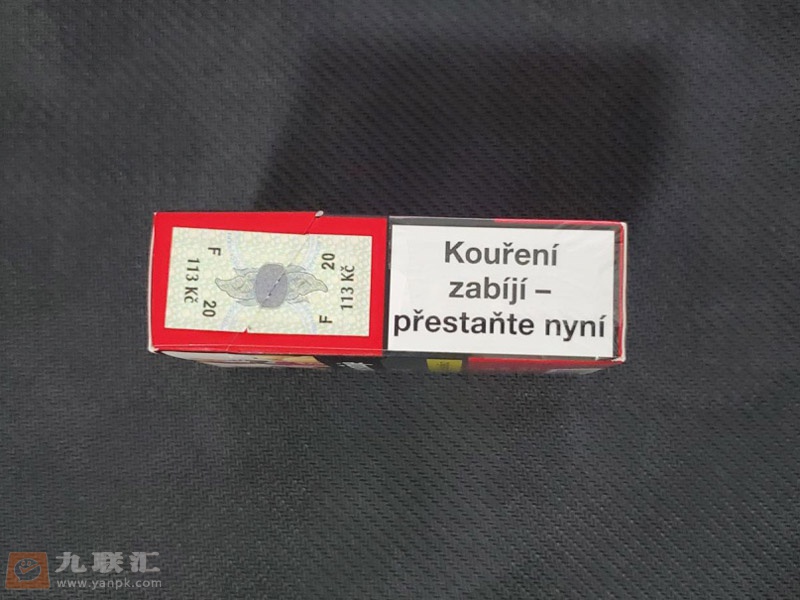 F
113 Kč
20
20
113 Kč
F
Kouření
zabíjí –
přestaňte nyní
九联汇
www.yanpk.com